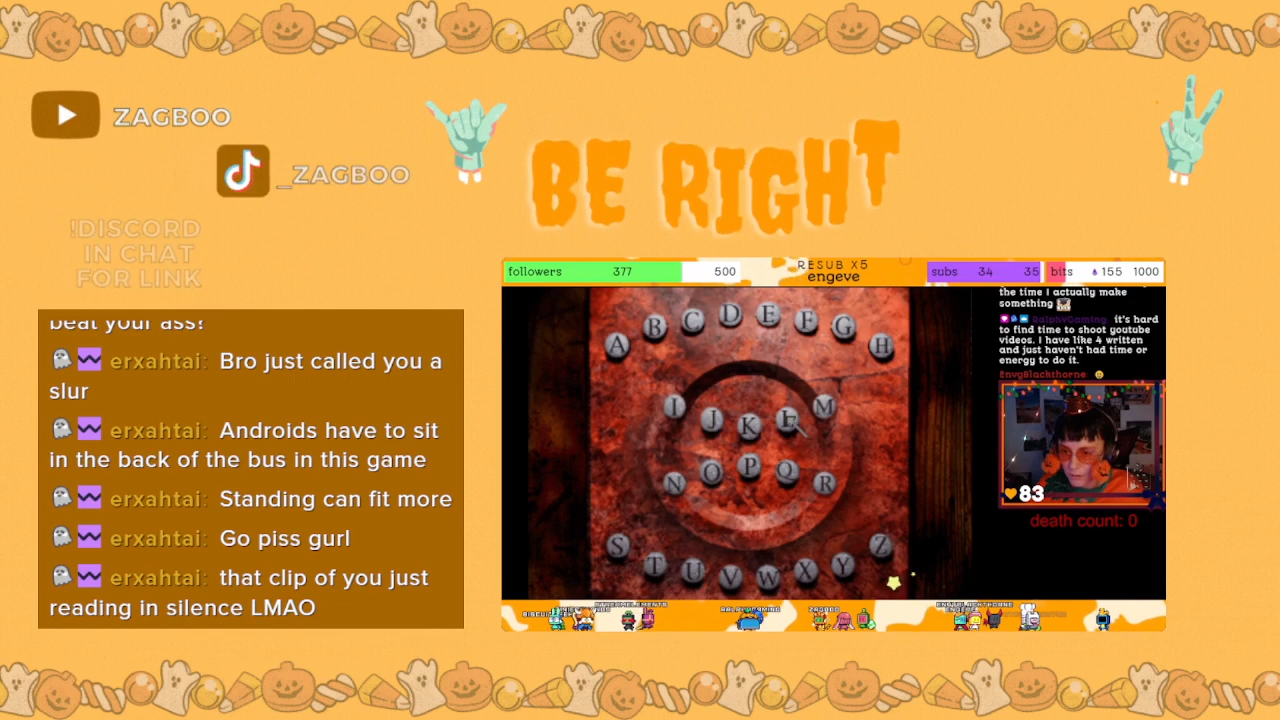 ZAGBOO
_ZAGBOO
!DISCORD
IN CHAT
FOR LINK
BE RIGHT
beat your ass?
erxahtai: Bro just called you a
slur
erxahtai: Androids have to sit
in the back of the bus in this game
erxahtai: Standing can fit more
erxahtai: Go piss gurl
erxahtai: that clip of you just
reading in silence LMAO
followers 377 500
RESUB X5
engeve
subs 34 35
bits 155 1000
A B C D E F G H
I J K L M
N O P Q R
S T U V W X Y Z
the time I actually make
something
RalphvGaming it's hard
to find time to shoot youtube
videos. I have like 4 written
and just haven't had time or
energy to do it.
EnvyBlackthorne
83
death count: 0
ZAGBOO